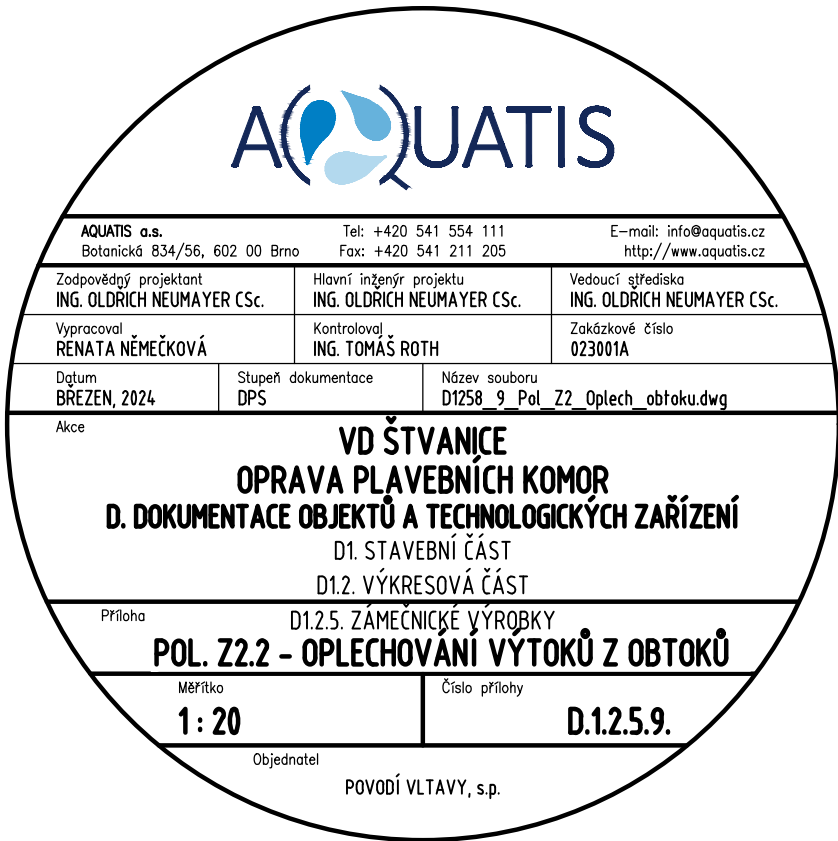 AQUATIS
AQUATIS a.s. Tel: +420 541 554 111 E-mail: info@aquatis.cz
Botanická 834/56, 602 00 Brno Fax: +420 541 211 205 http://www.aquatis.cz
Zodpovědný projektant Hlavní inženýr projektu Vedoucí střediska
ING. OLDŘICH NEUMAYER CSc. ING. OLDŘICH NEUMAYER CSc. ING. OLDŘICH NEUMAYER CSc.
Vypracoval Kontroloval Zakázkové číslo
RENATA NĚMEČKOVÁ ING. TOMÁŠ ROTH 023001A
Datum Stupeň dokumentace Název souboru
BŘEZEN, 2024 DPS D1258_9_Pol_Z2_Oplech_obtoku.dwg
Akce
VD ŠTVANICE
OPRAVA PLAVEBNÍCH KOMOR
D. DOKUMENTACE OBJEKTŮ A TECHNOLOGICKÝCH ZAŘÍZENÍ
D1. STAVEBNÍ ČÁST
D1.2. VÝKRESOVÁ ČÁST
Příloha D1.2.5. ZÁMEČNICKÉ VÝROBKY
POL. Z2.2 - OPLECHOVÁNÍ VÝTOKŮ Z OBTOKŮ
Měřítko Číslo přílohy
1 : 20 D.1.2.5.9.
Objednatel
POVODÍ VLTAVY, s.p.